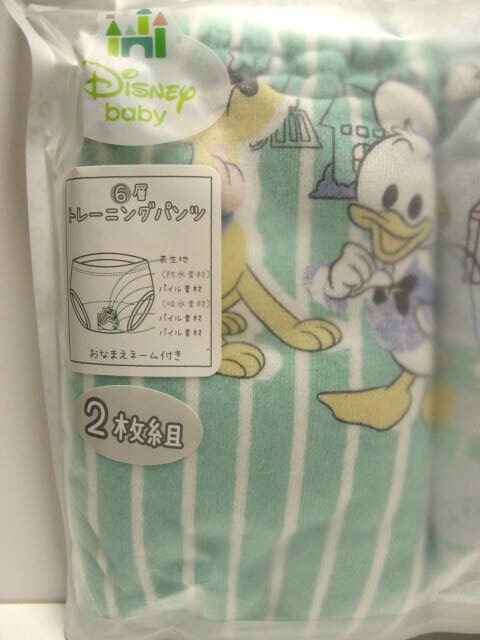 Disney
baby
⑥層
トレーニングパンツ
表生地
(防水素材)
パイル素材
(吸水素材)
パイル素材
パイル素材
おなまえネーム付き
2枚組